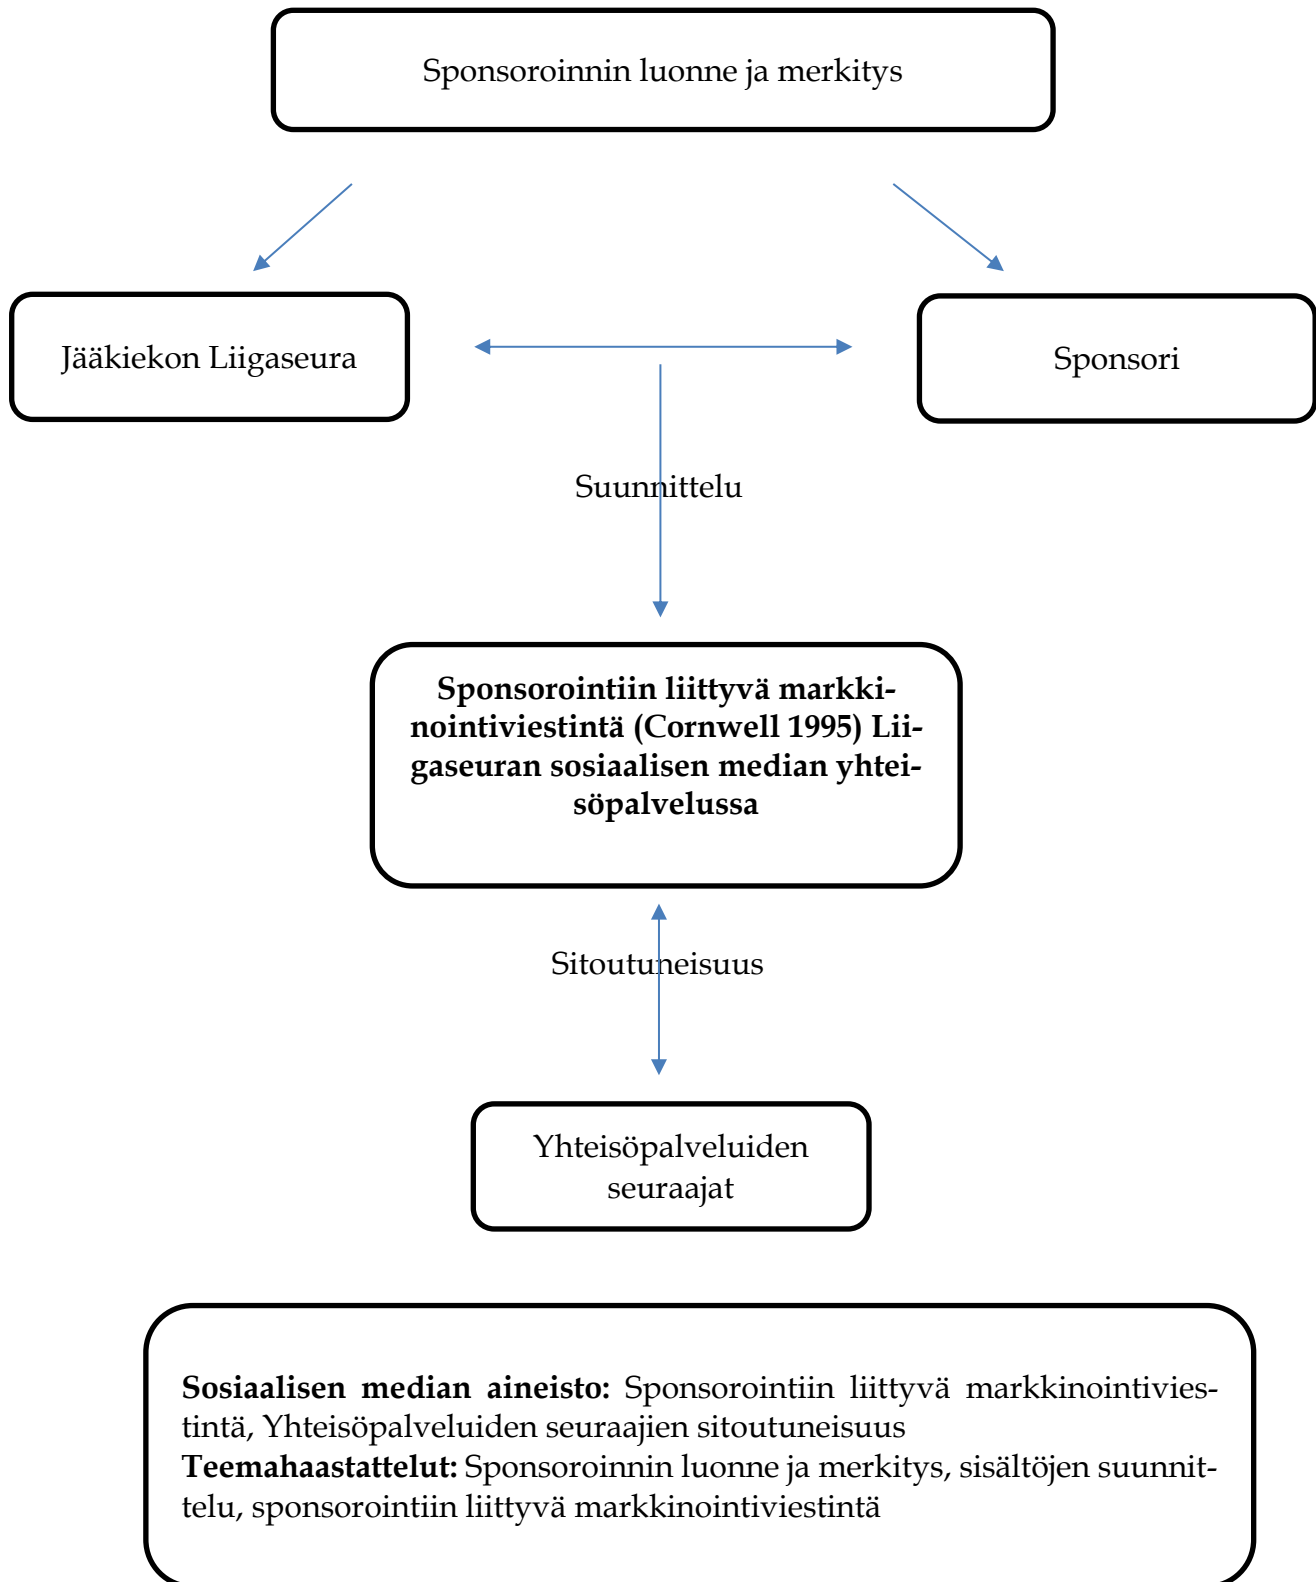 Sponsoroinnin luonne ja merkitys
Jääkiekon Liigaseura
Sponsori
Suunnittelu
Sponsorointiin liittyvä markki-
nointiviestintä (Cornwell 1995) Lii-
gaseuran sosiaalisen median yhtei-
söpalvelussa
Sitoutuneisuus
Yhteisöpalveluiden
seuraajat
Sosiaalisen median aineisto: Sponsorointiin liittyvä markkinointivies-
tintä, Yhteisöpalveluiden seuraajien sitoutuneisuus
Teemahaastattelut: Sponsoroinnin luonne ja merkitys, sisältöjen suunnit-
telu, sponsorointiin liittyvä markkinointiviestintä